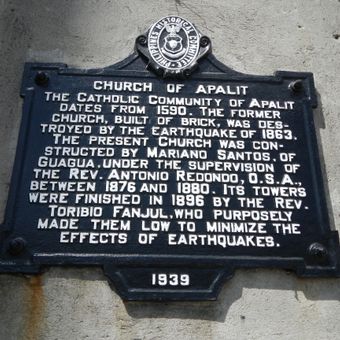 PHILIPPINES HISTORICAL COMMITTEE
CHURCH OF APALIT
THE CATHOLIC COMMUNITY OF APALIT
DATES FROM 1590. THE FORMER
CHURCH, BUILT OF BRICK, WAS DES-
TROYED BY THE EARTHQUAKE OF 1863.
THE PRESENT CHURCH WAS CON-
STRUCTED BY MARIANO SANTOS, OF
GUAGUA, UNDER THE SUPERVISION OF
THE REV. ANTONIO REDONDO, O.S.A.,
BETWEEN 1876 AND 1880. ITS TOWERS
WERE FINISHED IN 1896 BY THE REV.
TORIBIO FANJUL, WHO PURPOSELY
MADE THEM LOW TO MINIMIZE THE
EFFECTS OF EARTHQUAKES.
1939